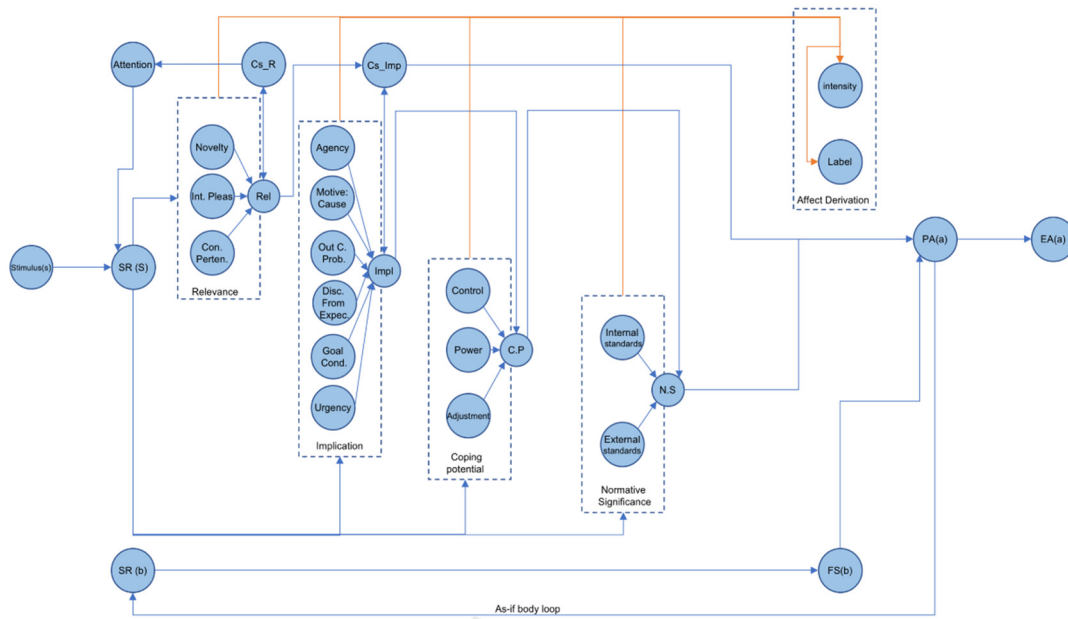 Attention
Cs_R
Cs_Imp
intensity
Label
Affect Derivation
Novelty
Int. Pleas
Con.
Perten.
Rel
Relevance
Stimulus(s)
SR (S)
Agency
Motive:
Cause
Out C.
Prob.
Disc.
From
Expec.
Goal
Cond.
Urgency
Impl
Implication
Control
Power
Adjustment
C.P
Coping
potential
Internal
standards
External
standards
N.S
Normative
Significance
PA(a)
EA(a)
SR (b)
FS(b)
As-if body loop